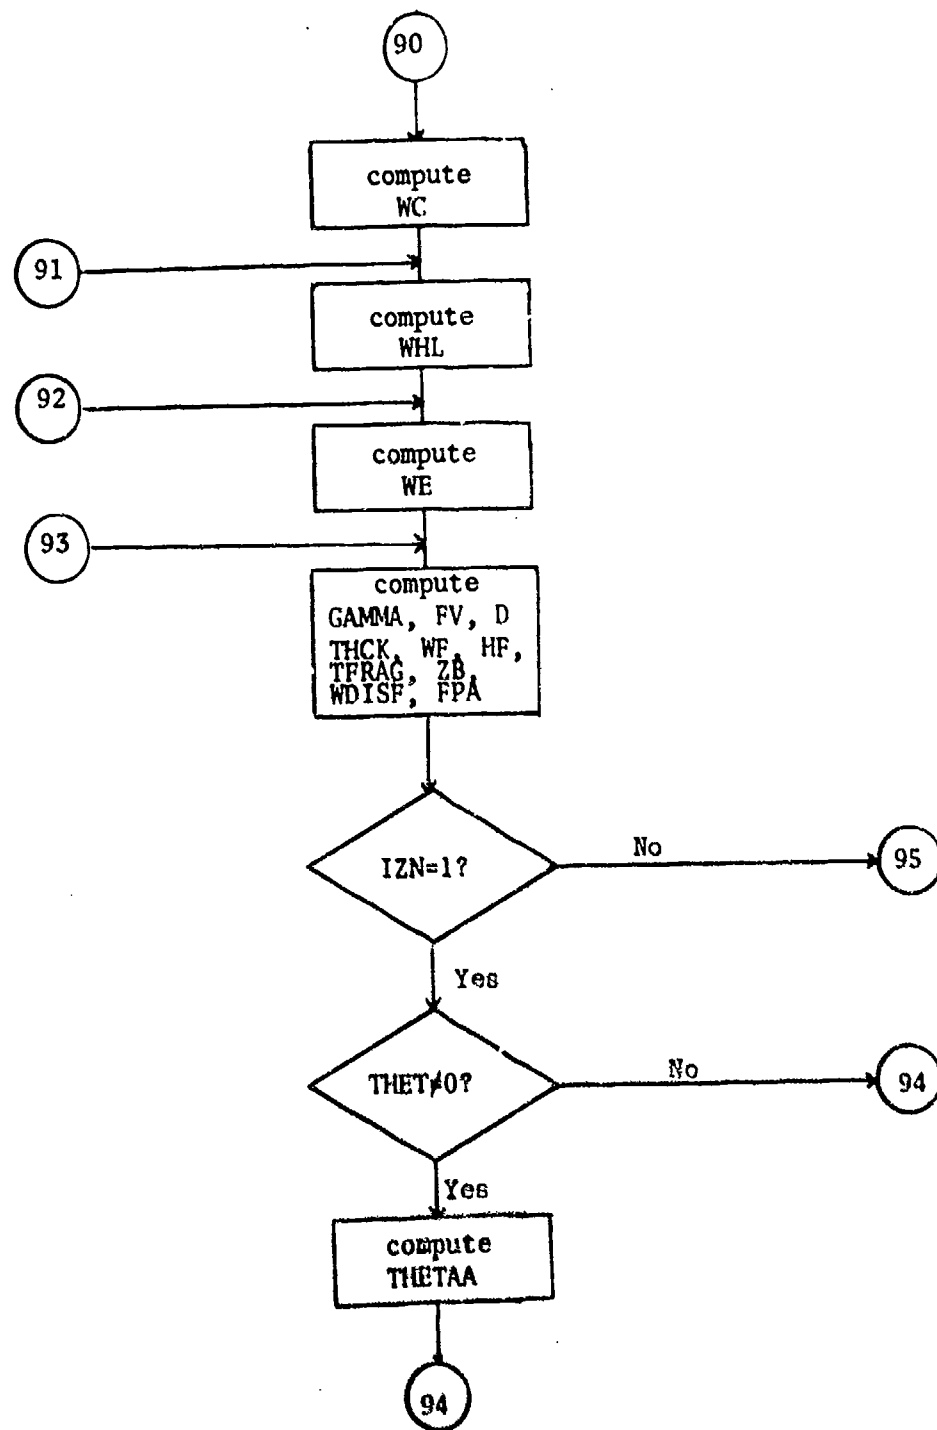 90
compute
WC
91
compute
WHL
92
compute
WE
93
compute
GAMMA, FV, D
THCK, WF, HF,
TFRAG, ZB,
WDISF, FPA
IZN=1?
No
95
Yes
THET≠0?
No
94
Yes
compute
THETAA
94